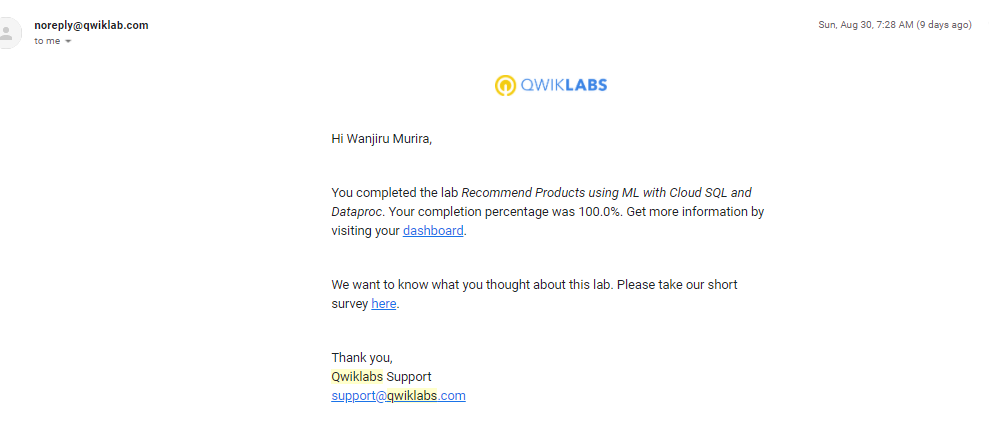 noreply@qwiklab.com
Sun, Aug 30, 7:28 AM (9 days ago)
to me
QWIKLABS
Hi Wanjiru Murira,
You completed the lab Recommend Products using ML with Cloud SQL and
Dataproc. Your completion percentage was 100.0%. Get more information by
visiting your dashboard.
We want to know what you thought about this lab. Please take our short
survey here.
Thank you,
Qwiklabs Support
support@qwiklabs.com